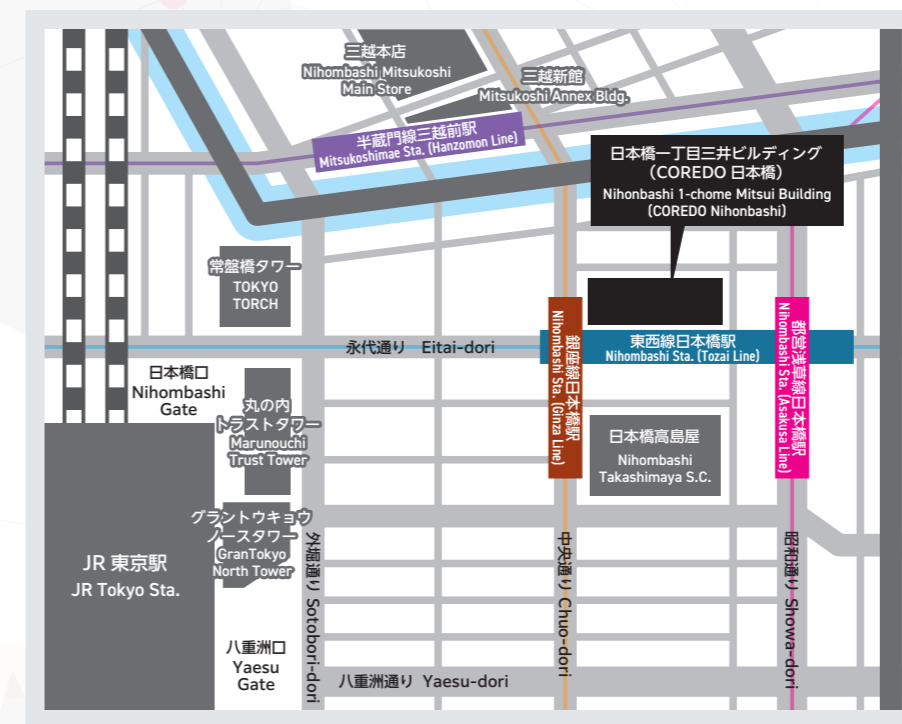 三越本店
Nihombashi Mitsukoshi
Main Store
三越新館
Mitsukoshi Annex Bldg.
半蔵門線三越前駅
Mitsukoshimae Sta. (Hanzomon Line)
日本橋一丁目三井ビルディング
（COREDO 日本橋）
Nihonbashi 1-chome Mitsui Building
(COREDO Nihonbashi)
常盤橋タワー
TOKYO
TORCH
永代通り Eitai-dori
銀座線日本橋駅
Nihombashi Sta. (Ginza Line)
東西線日本橋駅
Nihombashi Sta. (Tozai Line)
都営浅草線日本橋駅
Nihombashi Sta. (Asakusa Line)
日本橋口
Nihombashi
Gate
丸の内
トラストタワー
Marunouchi
Trust Tower
日本橋高島屋
Nihombashi
Takashimaya S.C.
グラントウキョウ
ノースタワー
GranTokyo
North Tower
JR 東京駅
JR Tokyo Sta.
外堀通り Sotobori-dori
中央通り Chuo-dori
昭和通り Showa-dori
八重洲口
Yaesu
Gate
八重洲通り Yaesu-dori